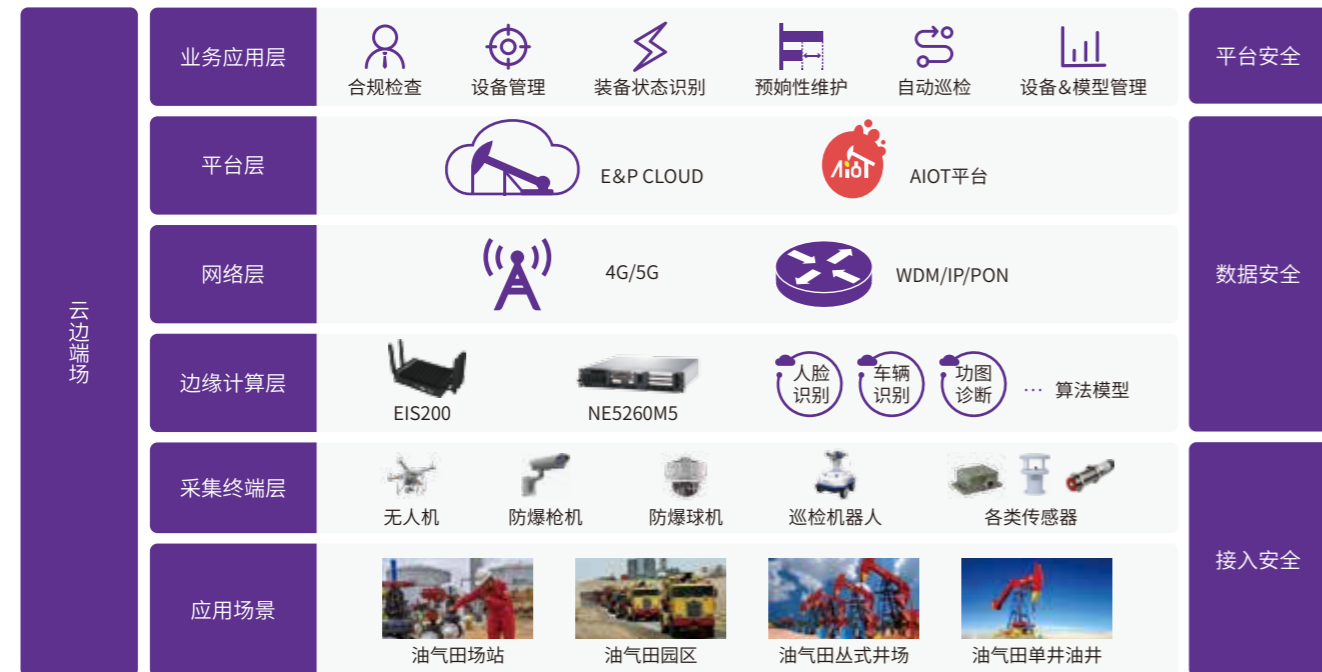 云边端场
业务应用层
合规检查
设备管理
装备状态识别
预响性维护
自动巡检
设备&模型管理
平台安全
平台层
E&P CLOUD
AIOT
AIOT平台
网络层
4G/5G
WDM/IP/PON
数据安全
边缘计算层
EIS200
NE5260M5
人脸
识别
车辆
识别
功图
诊断
… 算法模型
采集终端层
无人机
防爆枪机
防爆球机
巡检机器人
各类传感器
接入安全
应用场景
油气田场站
油气田园区
油气田丛式井场
油气田单井油井